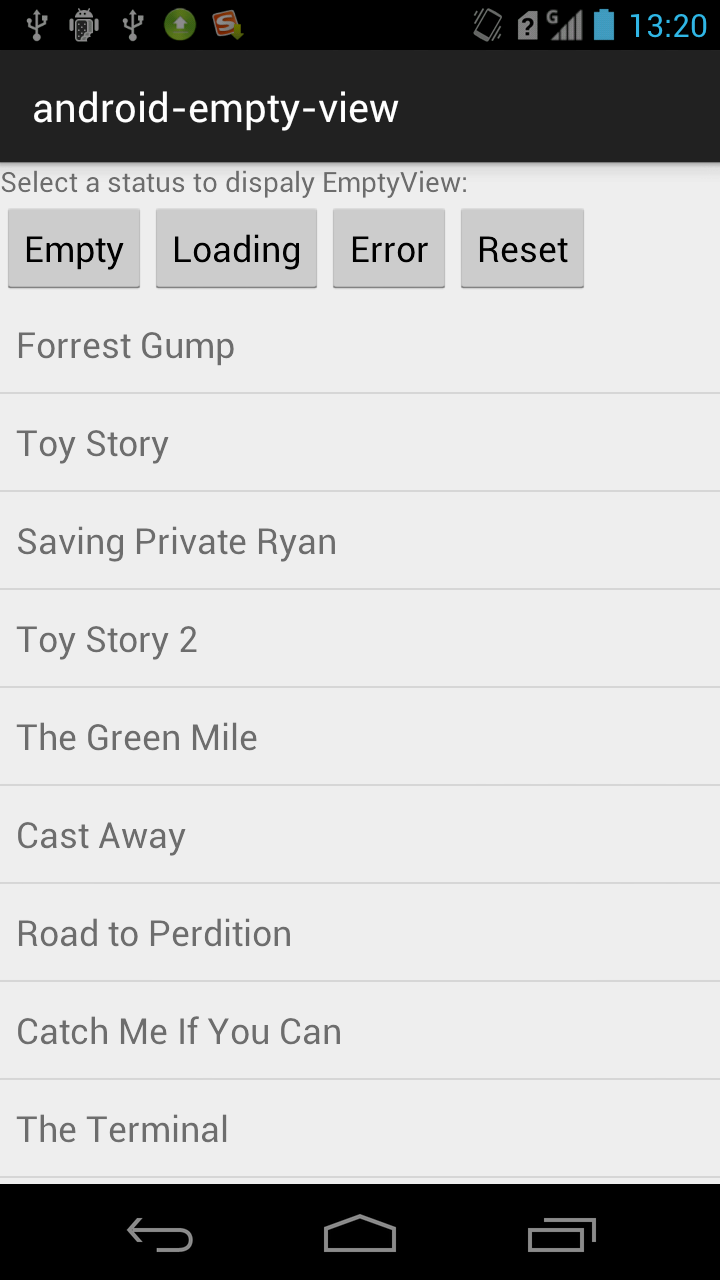 G 13:20
android-empty-view
Select a status to dispaly EmptyView:
Empty Loading Error Reset
Forrest Gump
Toy Story
Saving Private Ryan
Toy Story 2
The Green Mile
Cast Away
Road to Perdition
Catch Me If You Can
The Terminal